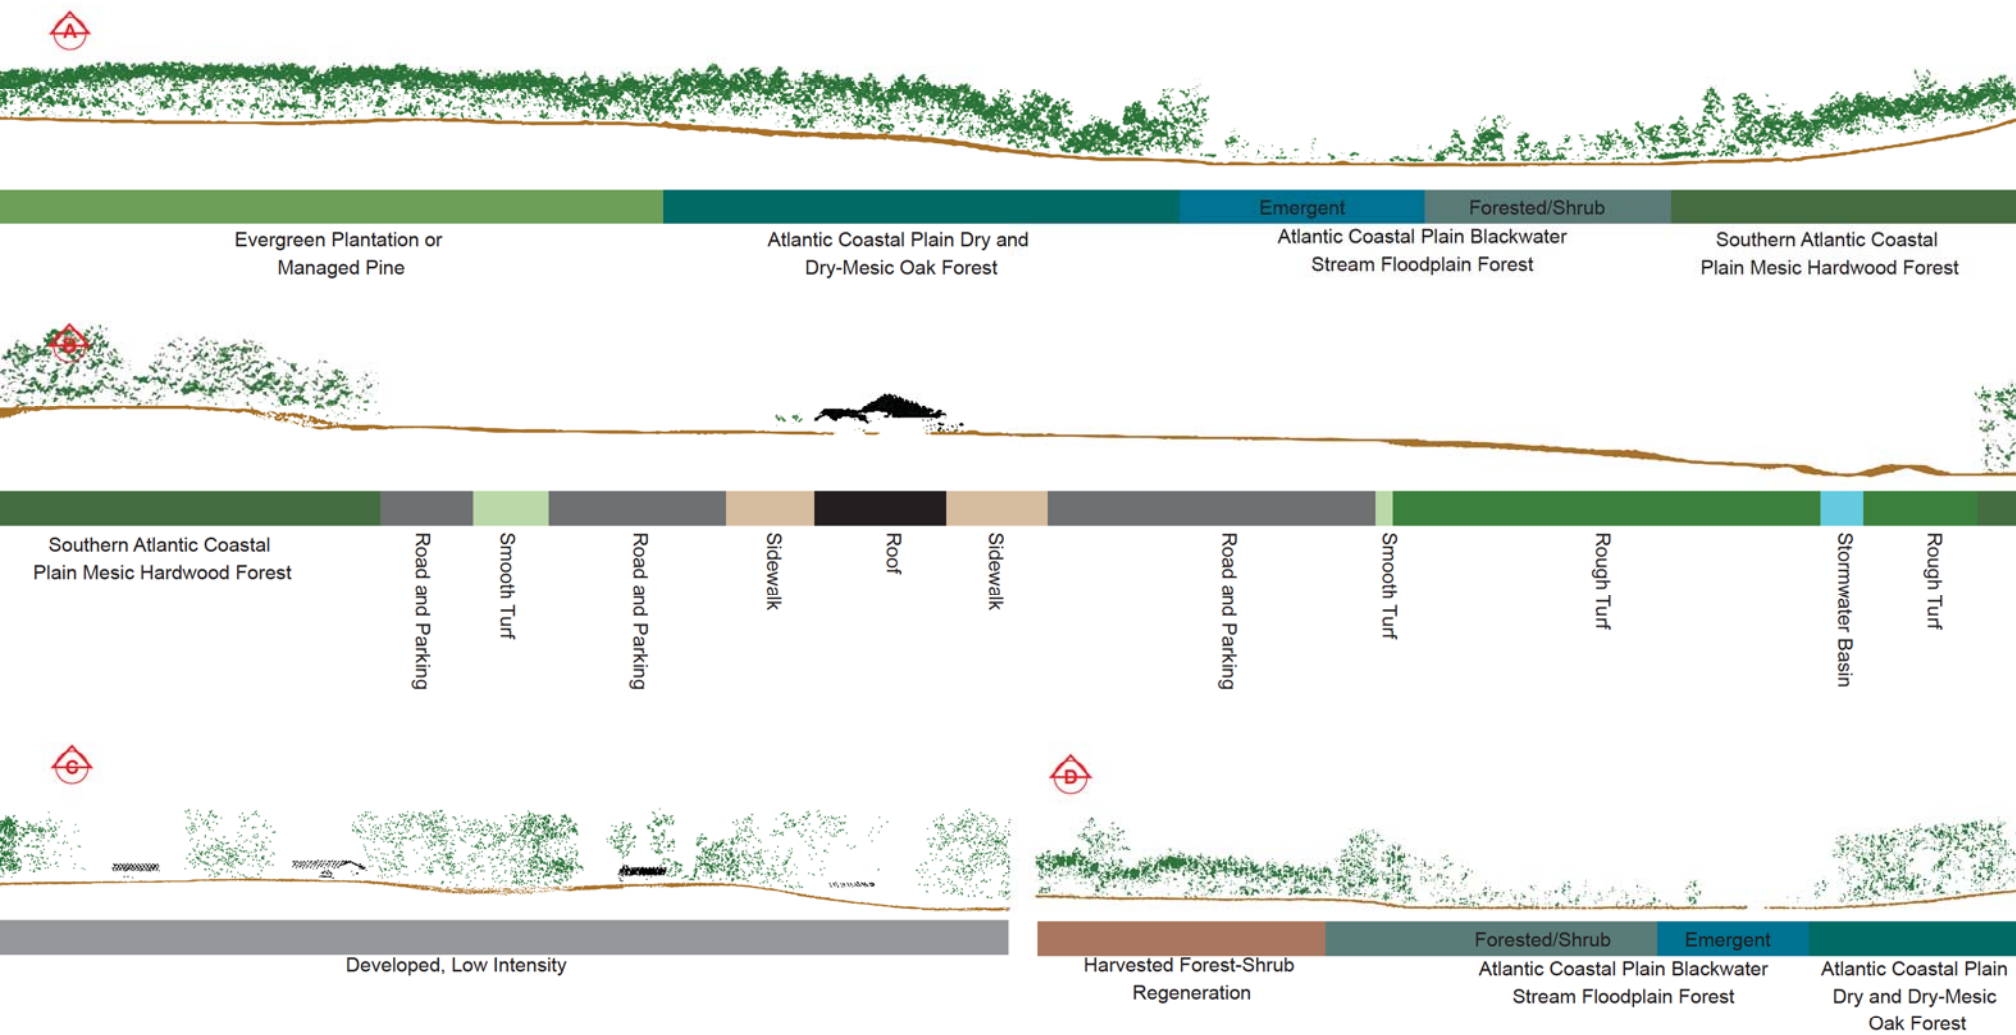 A
Emergent
Forested/Shrub
Evergreen Plantation or
Managed Pine
Atlantic Coastal Plain Dry and
Dry-Mesic Oak Forest
Atlantic Coastal Plain Blackwater
Stream Floodplain Forest
Southern Atlantic Coastal
Plain Mesic Hardwood Forest
B
Southern Atlantic Coastal
Plain Mesic Hardwood Forest
Road and Parking
Smooth Turf
Road and Parking
Sidewalk
Roof
Sidewalk
Road and Parking
Smooth Turf
Rough Turf
Stormwater Basin
Rough Turf
C
Developed, Low Intensity
D
Forested/Shrub
Emergent
Harvested Forest-Shrub
Regeneration
Atlantic Coastal Plain Blackwater
Stream Floodplain Forest
Atlantic Coastal Plain
Dry and Dry-Mesic
Oak Forest